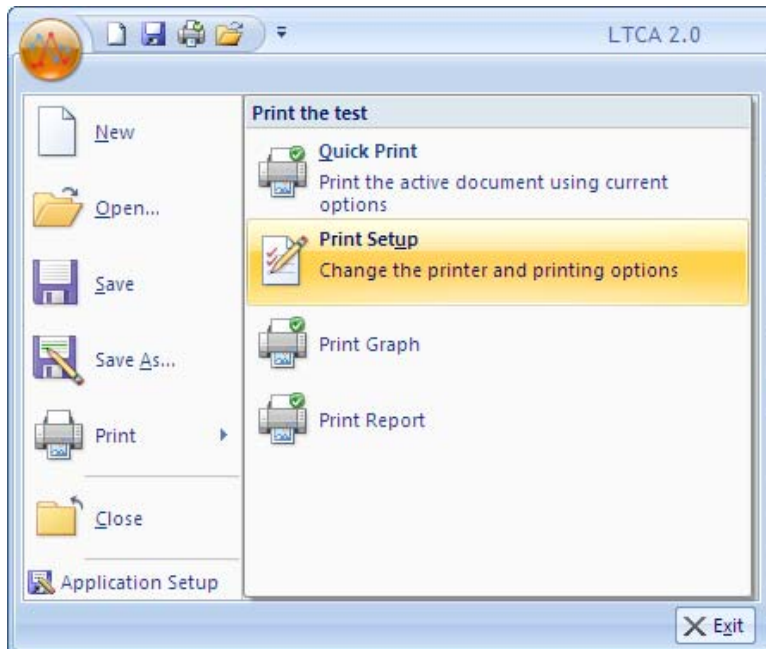 LTCA 2.0
New
Open...
Save
Save As...
Print
Close
Application Setup
Print the test
Quick Print
Print the active document using current
options
Print Setup
Change the printer and printing options
Print Graph
Print Report
Exit